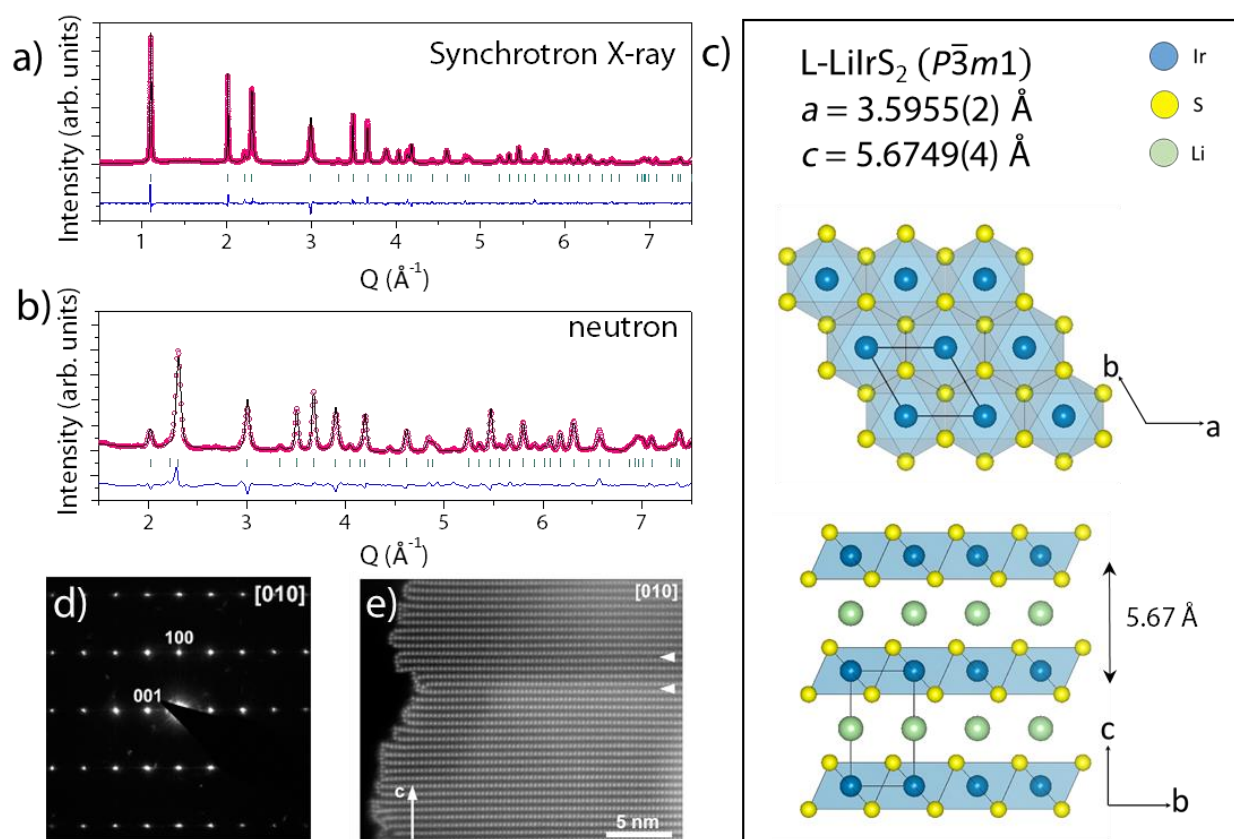 a)
Synchrotron X-ray
Intensity (arb. units)
1 2 3 4 5 6 7
Q (Å⁻¹)
b)
neutron
Intensity (arb. units)
2 3 4 5 6 7
Q (Å⁻¹)
c)
L-LiIrS₂ (P3̅m1)
a = 3.5955(2) Å
c = 5.6749(4) Å
Ir
S
Li
b
a
5.67 Å
c
b
d)
[010]
100
001
e)
[010]
c
5 nm